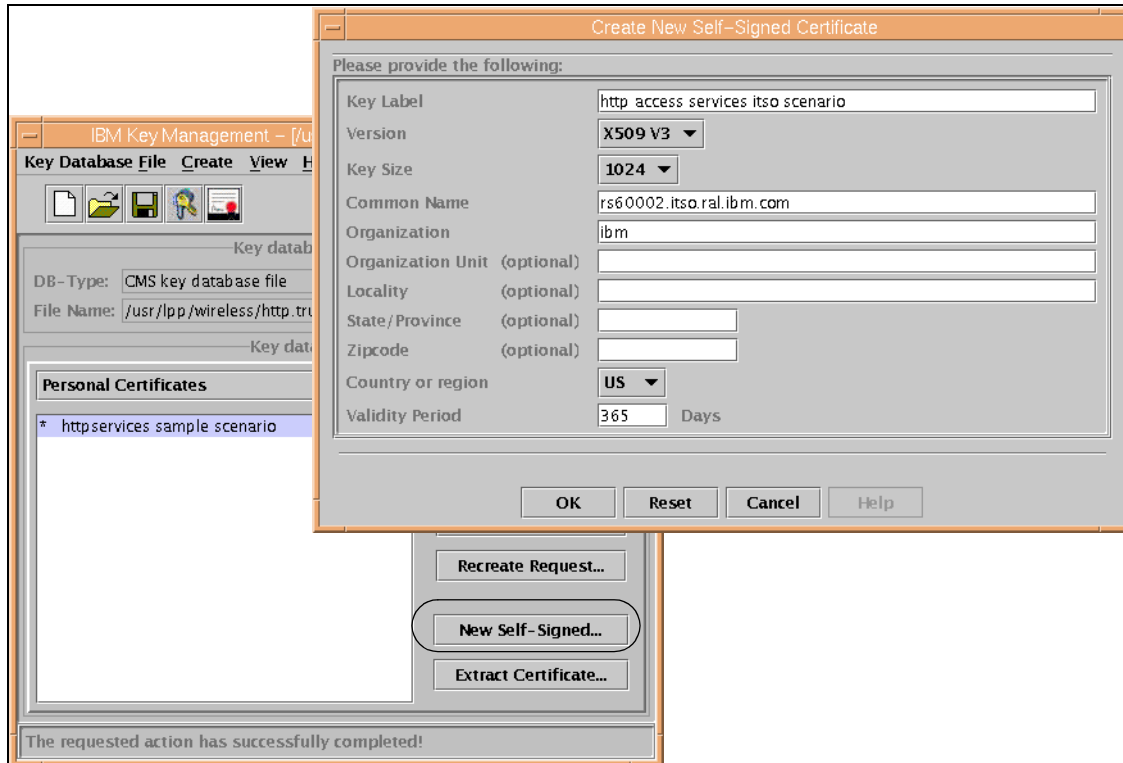 Create New Self-Signed Certificate
Please provide the following:
Key Label http access services itso scenario
Version X509 V3
Key Size 1024
Common Name rs60002.itso.ral.ibm.com
Organization ibm
Organization Unit (optional)
Locality (optional)
State/Province (optional)
Zipcode (optional)
Country or region US
Validity Period 365 Days
OK Reset Cancel Help
IBM Key Management - [/u
Key Database File Create View H
Key datab
DB-Type: CMS key database file
File Name: /usr/lpp/wireless/http.tru
Key dat
Personal Certificates
* httpservices sample scenario
Recreate Request...
New Self-Signed...
Extract Certificate...
The requested action has successfully completed!